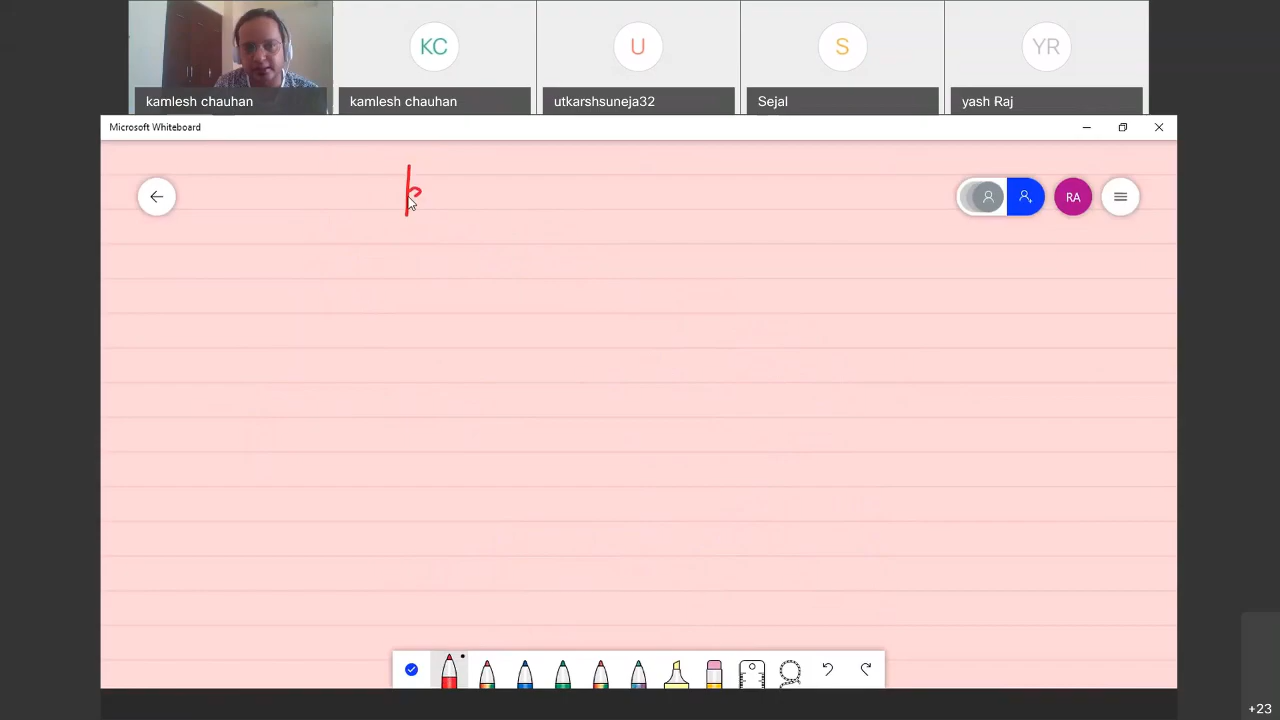 KC
U
S
YR
kamlesh chauhan
kamlesh chauhan
utkarshsuneja32
Sejal
yash Raj
Microsoft Whiteboard
RA
+23